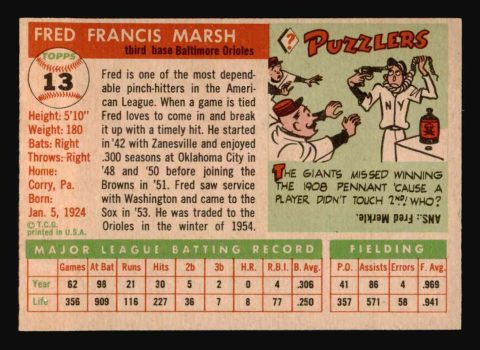 FRED FRANCIS MARSH
third base Baltimore Orioles
TOPPS
13
Height: 5'10"
Weight: 180
Bats: Right
Throws: Right
Home:
Corry, Pa.
Born:
Jan. 5, 1924
© T.C.G.
printed in U.S.A.
Fred is one of the most depend-
able pinch-hitters in the Ameri-
can League. When a game is tied
Fred loves to come in and break
it up with a timely hit. He started
in '42 with Zanesville and enjoyed
.300 seasons at Oklahoma City in
'48 and '50 before joining the
Browns in '51. Fred saw service
with Washington and came to the
Sox in '53. He was traded to the
Orioles in the winter of 1954.
? PUZZLERS
NY
THE GIANTS MISSED WINNING
THE 1908 PENNANT 'CAUSE A
PLAYER DIDN'T TOUCH 2ND!; WHO?
ANS.: Fred Merkle.
MAJOR LEAGUE BATTING RECORD FIELDING
Games At Bat Runs Hits 2b 3b H.R. R.B.I. B. Avg. P.O. Assists Errors F. Avg.
Year 62 98 21 30 5 2 0 4 .306 41 86 4 .969
Life 356 909 116 227 42 7 8 77 .250 357 571 58 .941